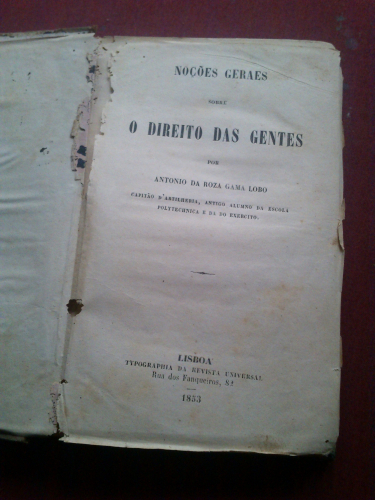 NOÇÕES GERAES
SOBRE
O DIREITO DAS GENTES
POR
ANTONIO DA ROZA GAMA LOBO
CAPITÃO D'ARTILHERIA, ANTIGO ALUMNO DA ESCOLA
POLYTECHNICA E DA DO EXERCITO.
LISBOA
TYPOGRAPHIA DA REVISTA UNIVERSAL
Rua dos Fanqueiros, 82
1853